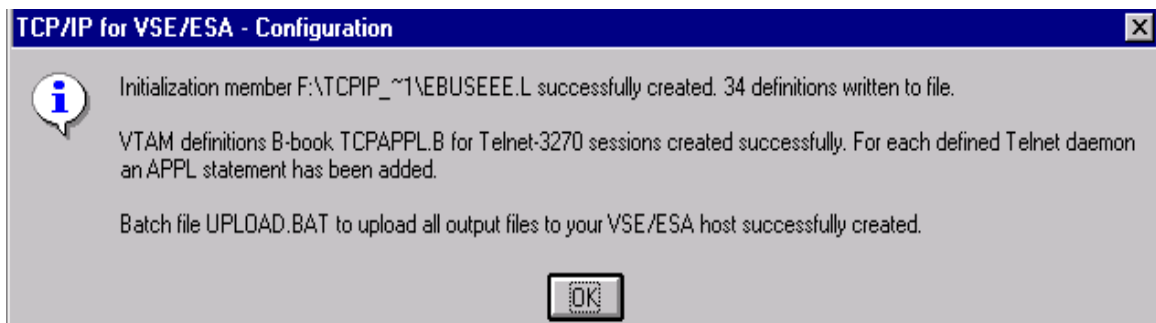 TCP/IP for VSE/ESA - Configuration
Initialization member F:\TCPIP_~1\EBUSEEE.L successfully created. 34 definitions written to file.
VTAM definitions B-book TCPAPPL.B for Telnet-3270 sessions created successfully. For each defined Telnet daemon
an APPL statement has been added.
Batch file UPLOAD.BAT to upload all output files to your VSE/ESA host successfully created.
OK